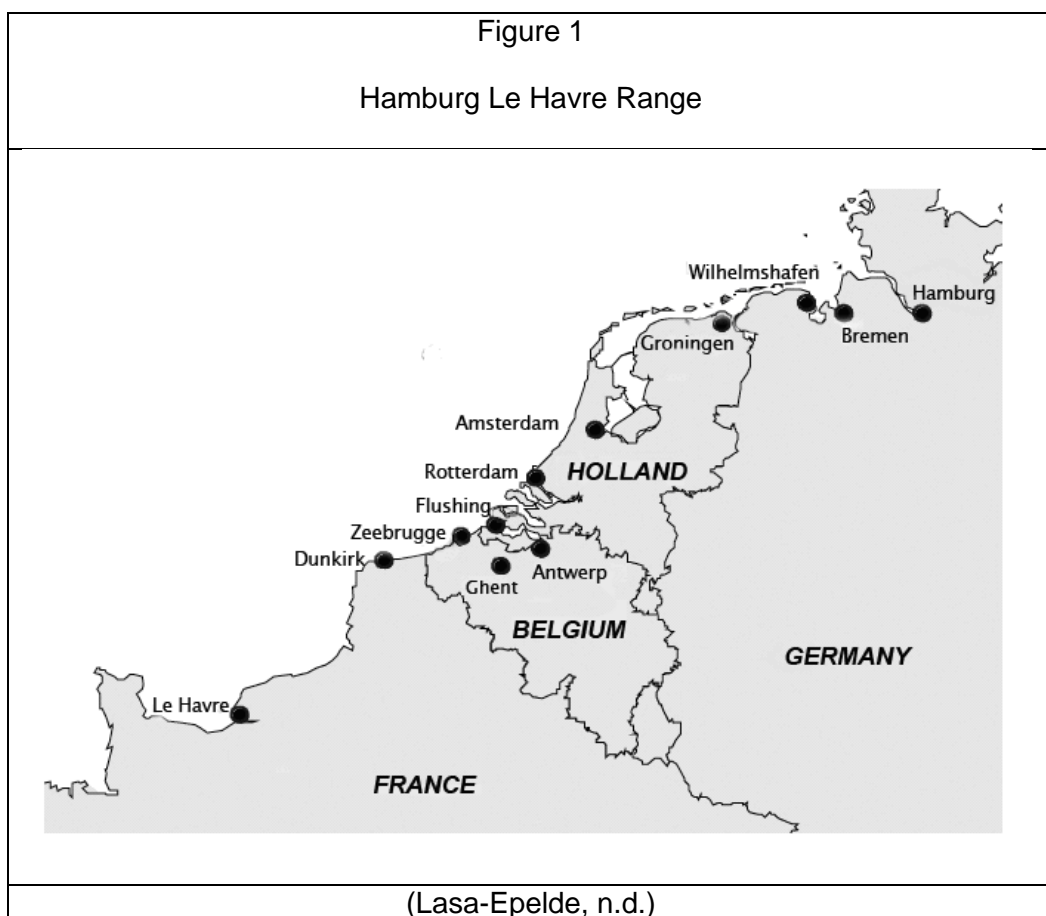 Figure 1
Hamburg Le Havre Range
Wilhelmshafen
Hamburg
Groningen
Bremen
Amsterdam
Rotterdam
HOLLAND
Flushing
Zeebrugge
Dunkirk
Antwerp
Ghent
BELGIUM
GERMANY
Le Havre
FRANCE
(Lasa-Epelde, n.d.)